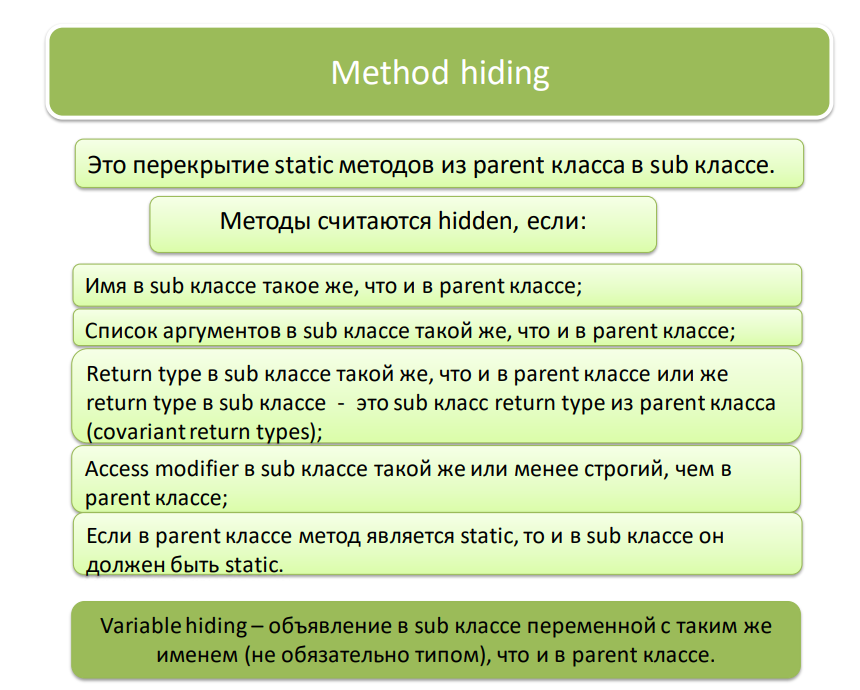 Method hiding
Это перекрытие static методов из parent класса в sub классе.
Методы считаются hidden, если:
Имя в sub классе такое же, что и в parent классе;
Список аргументов в sub классе такой же, что и в parent классе;
Return type в sub классе такой же, что и в parent классе или же
return type в sub классе - это sub класс return type из parent класса
(covariant return types);
Access modifier в sub классе такой же или менее строгий, чем в
parent классе;
Если в parent классе метод является static, то и в sub классе он
должен быть static.
Variable hiding – объявление в sub классе переменной с таким же
именем (не обязательно типом), что и в parent классе.